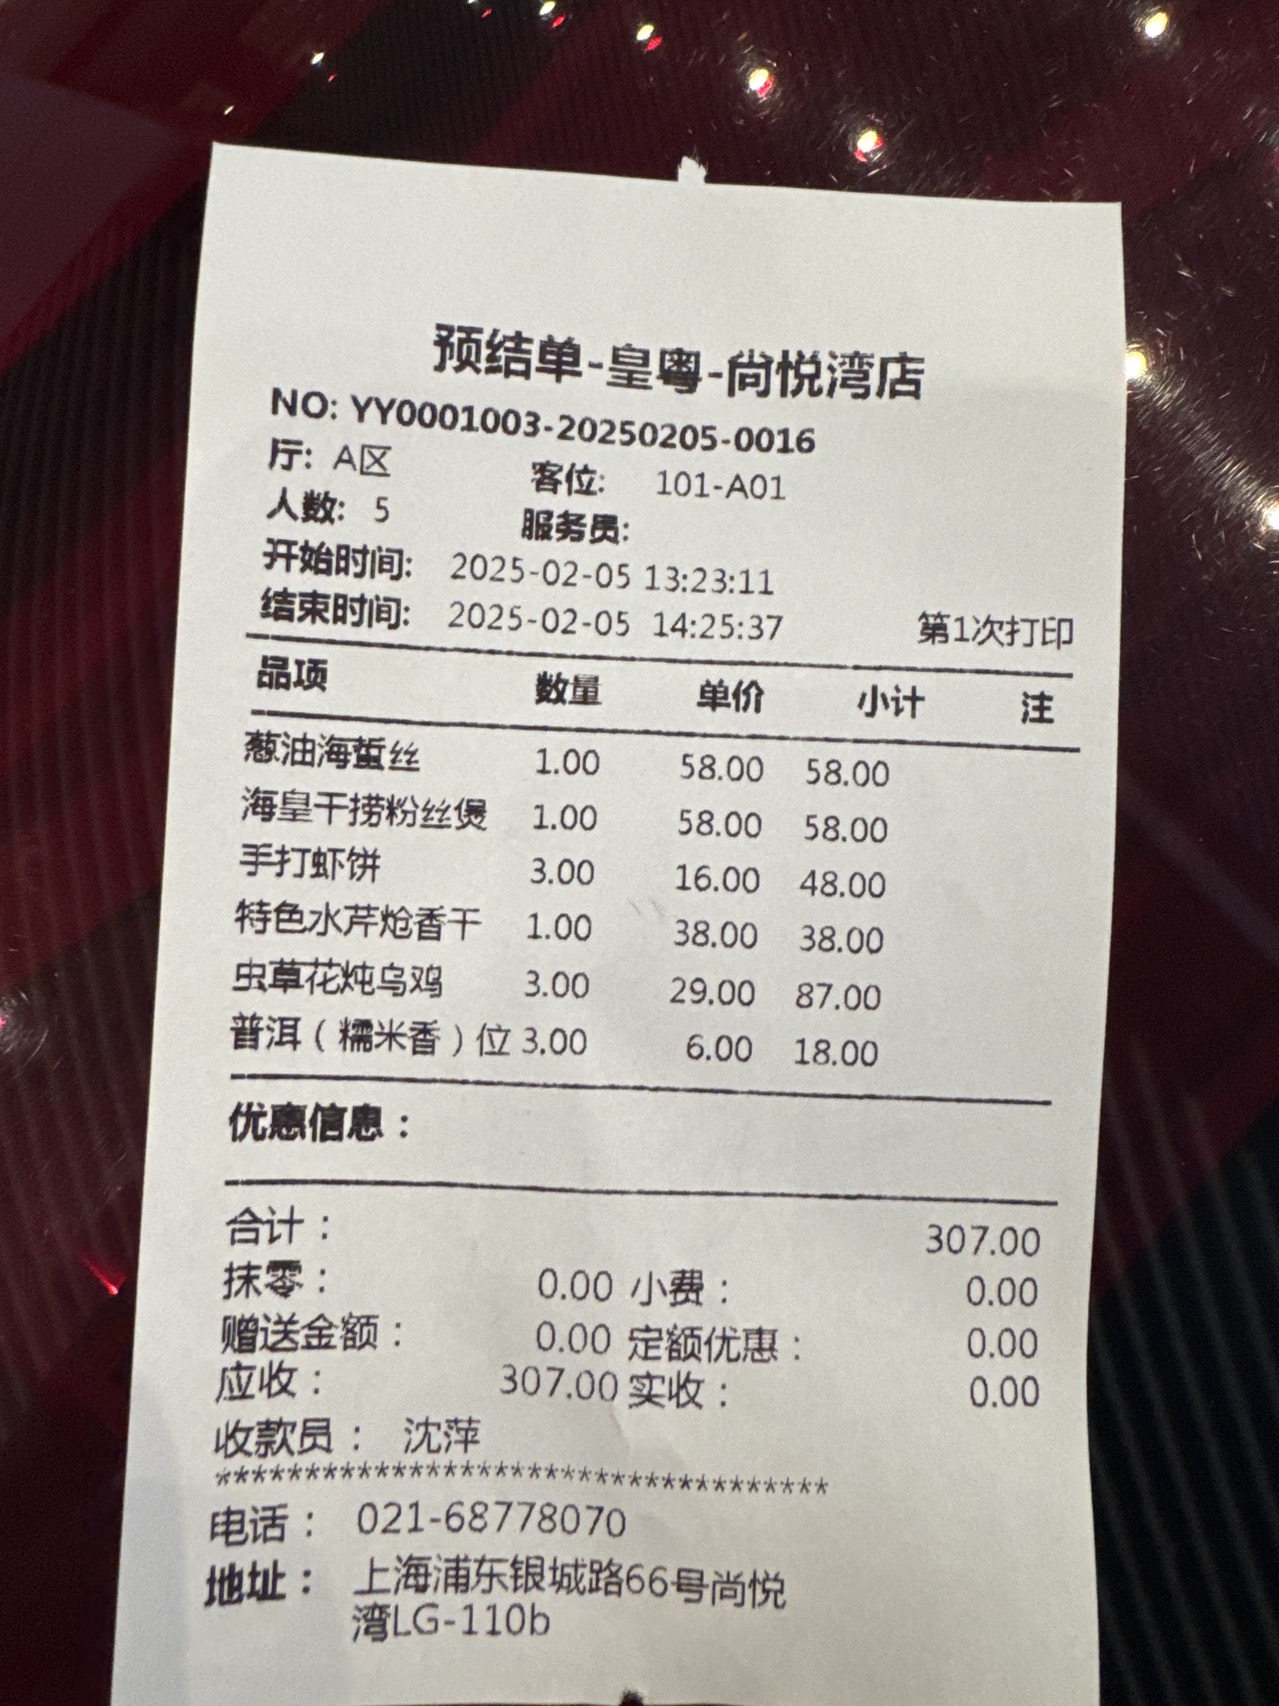 预结单-皇粤-尚悦湾店
NO: YY0001003-20250205-0016
厅: A区 客位: 101-A01
人数: 5 服务员:
开始时间: 2025-02-05 13:23:11
结束时间: 2025-02-05 14:25:37 第1次打印
品项 数量 单价 小计 注
葱油海蜇丝 1.00 58.00 58.00
海皇干捞粉丝煲 1.00 58.00 58.00
手打虾饼 3.00 16.00 48.00
特色水芹炝香干 1.00 38.00 38.00
虫草花炖乌鸡 3.00 29.00 87.00
普洱（糯米香）位 3.00 6.00 18.00
优惠信息：
合计： 307.00
抹零： 0.00 小费： 0.00
赠送金额： 0.00 定额优惠： 0.00
应收： 307.00 实收： 0.00
收款员： 沈萍
***********************************
电话： 021-68778070
地址： 上海浦东银城路66号尚悦
湾LG-110b